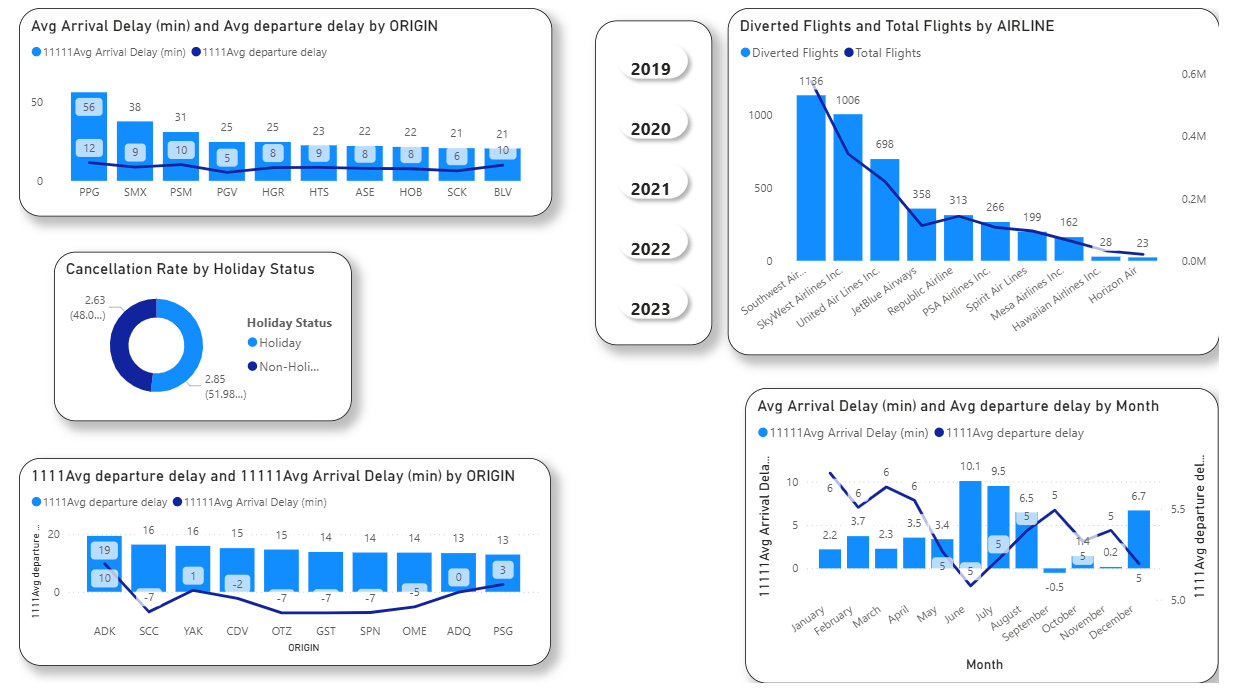 Avg Arrival Delay (min) and Avg departure delay by ORIGIN
11111Avg Arrival Delay (min) 1111Avg departure delay
50
0
56 38 31 25 25 23 22 22 21 21
12 9 10 5 8 9 8 8 6 10
PPG SMX PSM PGV HGR HTS ASE HOB SCK BLV
Cancellation Rate by Holiday Status
2.63
(48.0...)
2.85
(51.98...)
Holiday Status
Holiday
Non-Holi...
1111Avg departure delay and 11111Avg Arrival Delay (min) by ORIGIN
1111Avg departure delay 11111Avg Arrival Delay (min)
1111Avg departure ...
20
0
19 16 16 15 15 14 14 14 13 13
10 -7 1 -2 -7 -7 -7 -5 0 3
ADK SCC YAK CDV OTZ GST SPN OME ADQ PSG
ORIGIN
2019
2020
2021
2022
2023
Diverted Flights and Total Flights by AIRLINE
Diverted Flights Total Flights
1000
500
0
1136 1006 698 358 313 266 199 162 28 23
0.6M
0.4M
0.2M
0.0M
Southwest Air...
SkyWest Airlines Inc.
United Air Lines Inc.
JetBlue Airways
Republic Airline
PSA Airlines Inc.
Spirit Air Lines
Mesa Airlines Inc.
Hawaiian Airlines Inc.
Horizon Air
Avg Arrival Delay (min) and Avg departure delay by Month
11111Avg Arrival Delay (min) 1111Avg departure delay
11111Avg Arrival Dela...
10
5
0
2.2 3.7 2.3 3.5 3.4 10.1 9.5 6.5 -0.5 1.4 0.2 6.7
6 6 6 6 5 5 5 5 5 5 5 5
5.5
5.0
1111Avg departure del...
January
February
March
April
May
June
July
August
September
October
November
December
Month